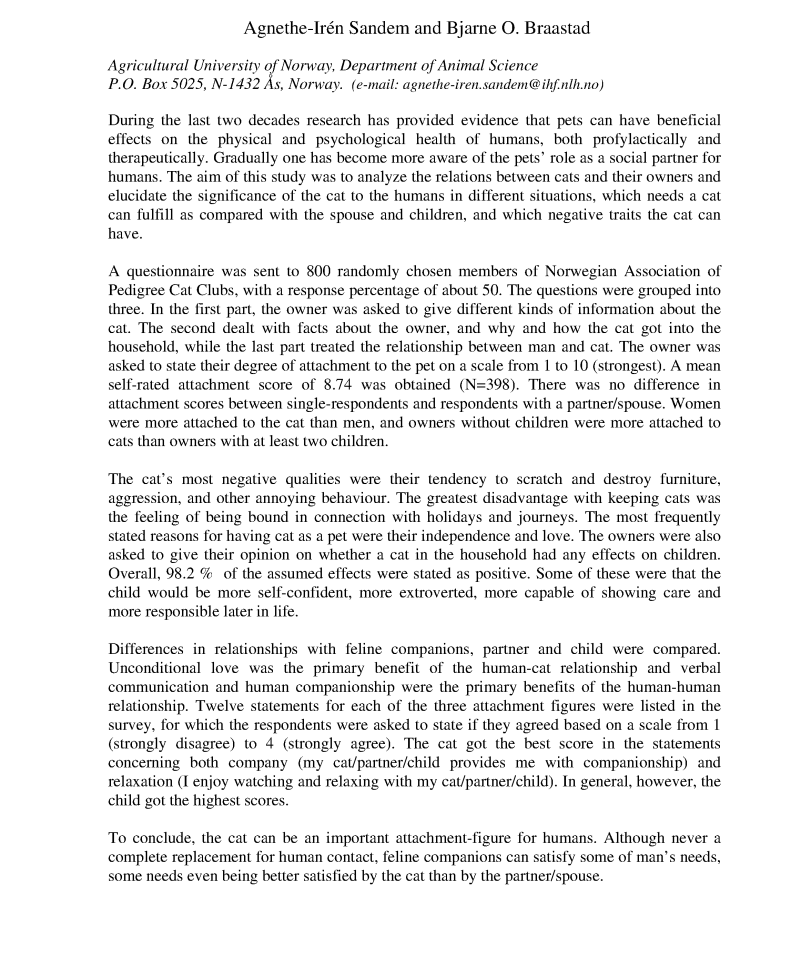 Agnethe-Irén Sandem and Bjarne O. Braastad
Agricultural University of Norway, Department of Animal Science
P.O. Box 5025, N-1432 Ås, Norway. (e-mail: agnethe-iren.sandem@ihf.nlh.no)
During the last two decades research has provided evidence that pets can have beneficial
effects on the physical and psychological health of humans, both profylactically and
therapeutically. Gradually one has become more aware of the pets' role as a social partner for
humans. The aim of this study was to analyze the relations between cats and their owners and
elucidate the significance of the cat to the humans in different situations, which needs a cat
can fulfill as compared with the spouse and children, and which negative traits the cat can
have.
A questionnaire was sent to 800 randomly chosen members of Norwegian Association of
Pedigree Cat Clubs, with a response percentage of about 50. The questions were grouped into
three. In the first part, the owner was asked to give different kinds of information about the
cat. The second dealt with facts about the owner, and why and how the cat got into the
household, while the last part treated the relationship between man and cat. The owner was
asked to state their degree of attachment to the pet on a scale from 1 to 10 (strongest). A mean
self-rated attachment score of 8.74 was obtained (N=398). There was no difference in
attachment scores between single-respondents and respondents with a partner/spouse. Women
were more attached to the cat than men, and owners without children were more attached to
cats than owners with at least two children.
The cat's most negative qualities were their tendency to scratch and destroy furniture,
aggression, and other annoying behaviour. The greatest disadvantage with keeping cats was
the feeling of being bound in connection with holidays and journeys. The most frequently
stated reasons for having cat as a pet were their independence and love. The owners were also
asked to give their opinion on whether a cat in the household had any effects on children.
Overall, 98.2 % of the assumed effects were stated as positive. Some of these were that the
child would be more self-confident, more extroverted, more capable of showing care and
more responsible later in life.
Differences in relationships with feline companions, partner and child were compared.
Unconditional love was the primary benefit of the human-cat relationship and verbal
communication and human companionship were the primary benefits of the human-human
relationship. Twelve statements for each of the three attachment figures were listed in the
survey, for which the respondents were asked to state if they agreed based on a scale from 1
(strongly disagree) to 4 (strongly agree). The cat got the best score in the statements
concerning both company (my cat/partner/child provides me with companionship) and
relaxation (I enjoy watching and relaxing with my cat/partner/child). In general, however, the
child got the highest scores.
To conclude, the cat can be an important attachment-figure for humans. Although never a
complete replacement for human contact, feline companions can satisfy some of man's needs,
some needs even being better satisfied by the cat than by the partner/spouse.